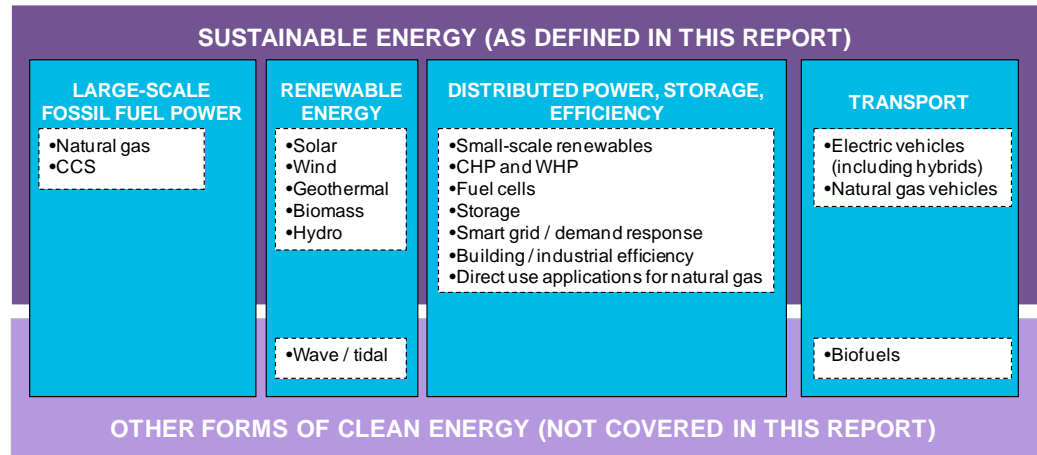 SUSTAINABLE ENERGY (AS DEFINED IN THIS REPORT)
LARGE-SCALE
FOSSIL FUEL POWER
•Natural gas
•CCS
RENEWABLE
ENERGY
•Solar
•Wind
•Geothermal
•Biomass
•Hydro
•Wave / tidal
DISTRIBUTED POWER, STORAGE,
EFFICIENCY
•Small-scale renewables
•CHP and WHP
•Fuel cells
•Storage
•Smart grid / demand response
•Building / industrial efficiency
•Direct use applications for natural gas
TRANSPORT
•Electric vehicles
(including hybrids)
•Natural gas vehicles
•Biofuels
OTHER FORMS OF CLEAN ENERGY (NOT COVERED IN THIS REPORT)